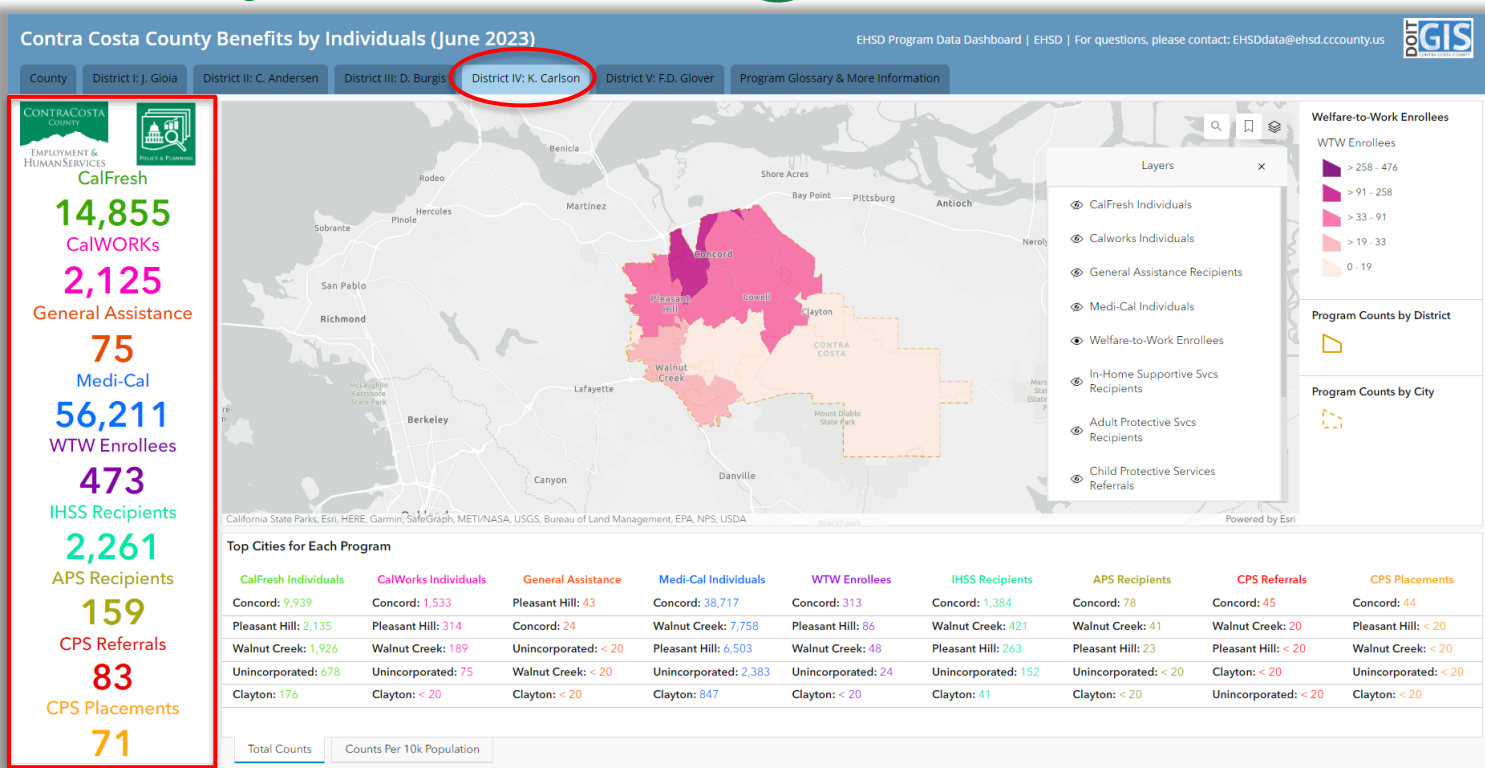 Contra Costa County Benefits by Individuals (June 2023)
EHSD Program Data Dashboard | EHSD | For questions, please contact: EHSDdata@ehsd.cccounty.us
DOIT GIS
CONTRA COSTA COUNTY
County
District I: J. Gioia
District II: C. Andersen
District III: D. Burgis
District IV: K. Carlson
District V: F.D. Glover
Program Glossary & More Information
CONTRA COSTA
COUNTY
EMPLOYMENT &
HUMAN SERVICES
POLICY & PLANNING
CalFresh
14,855
CalWORKs
2,125
General Assistance
75
Medi-Cal
56,211
WTW Enrollees
473
IHSS Recipients
2,261
APS Recipients
159
CPS Referrals
83
CPS Placements
71
Benicia
Rodeo
Shore Acres
Hercules
Martinez
Bay Point
Pittsburg
Antioch
Pinole
Sobrante
Concord
San Pablo
Pleasant
Hill
Cowell
Clayton
Richmond
CONTRA
COSTA
Walnut
Creek
McLaughlin
Eastshore
State Park
Lafayette
Berkeley
Mount Diablo
State Park
Canyon
Danville
Blackhawk
California State Parks, Esri, HERE, Garmin, SafeGraph, METI/NASA, USGS, Bureau of Land Management, EPA, NPS, USDA
Powered by Esri
Layers
×
CalFresh Individuals
Calworks Individuals
General Assistance Recipients
Medi-Cal Individuals
Welfare-to-Work Enrollees
In-Home Supportive Svcs
Recipients
Adult Protective Svcs
Recipients
Child Protective Services
Referrals
Welfare-to-Work Enrollees
WTW Enrollees
> 258 - 476
> 91 - 258
> 33 - 91
> 19 - 33
0 - 19
Program Counts by District
Program Counts by City
Top Cities for Each Program
CalFresh Individuals CalWorks Individuals General Assistance Medi-Cal Individuals WTW Enrollees IHSS Recipients APS Recipients CPS Referrals CPS Placements
Concord: 9,939 Concord: 1,533 Pleasant Hill: 43 Concord: 38,717 Concord: 313 Concord: 1,384 Concord: 78 Concord: 45 Concord: 44
Pleasant Hill: 2,135 Pleasant Hill: 314 Concord: 24 Walnut Creek: 7,758 Pleasant Hill: 86 Walnut Creek: 421 Walnut Creek: 41 Walnut Creek: 20 Pleasant Hill: < 20
Walnut Creek: 1,926 Walnut Creek: 189 Unincorporated: < 20 Pleasant Hill: 6,503 Walnut Creek: 48 Pleasant Hill: 263 Pleasant Hill: 23 Pleasant Hill: < 20 Walnut Creek: < 20
Unincorporated: 678 Unincorporated: 75 Walnut Creek: < 20 Unincorporated: 2,383 Unincorporated: 24 Unincorporated: 152 Unincorporated: < 20 Clayton: < 20 Unincorporated: < 20
Clayton: 176 Clayton: < 20 Clayton: < 20 Clayton: 847 Clayton: < 20 Clayton: 41 Clayton: < 20 Unincorporated: < 20 Clayton: < 20
Total Counts
Counts Per 10k Population